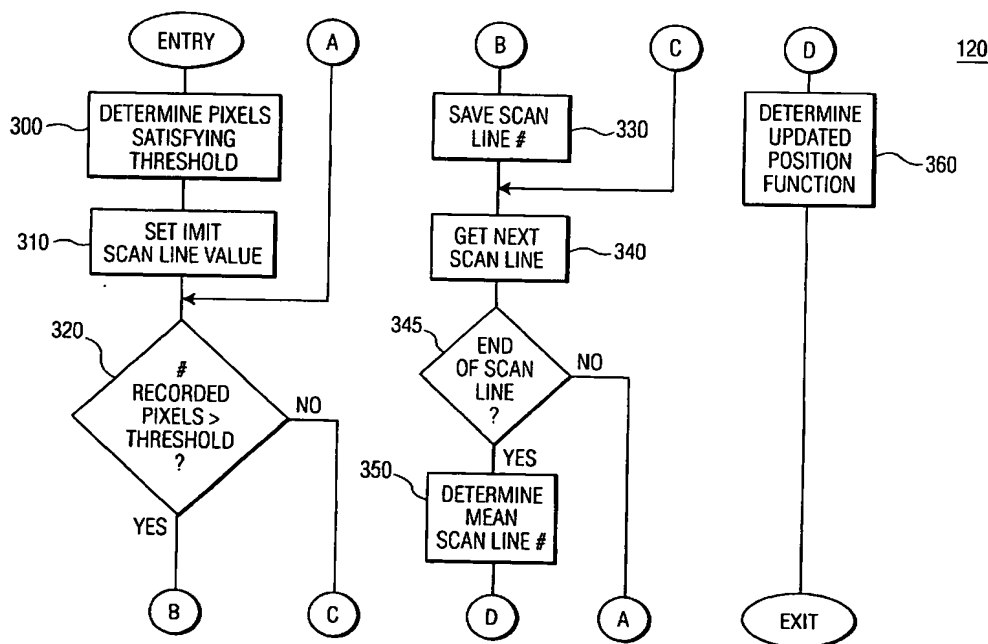 ENTRY
300
DETERMINE PIXELS
SATISFYING
THRESHOLD
310
SET IMIT
SCAN LINE VALUE
A
320
#
RECORDED
PIXELS >
THRESHOLD
?
NO
YES
B
C
B
SAVE SCAN
LINE #
330
C
GET NEXT
SCAN LINE
340
345
END
OF SCAN
LINE
?
NO
YES
350
DETERMINE
MEAN
SCAN LINE #
D
A
D
120
DETERMINE
UPDATED
POSITION
FUNCTION
360
EXIT